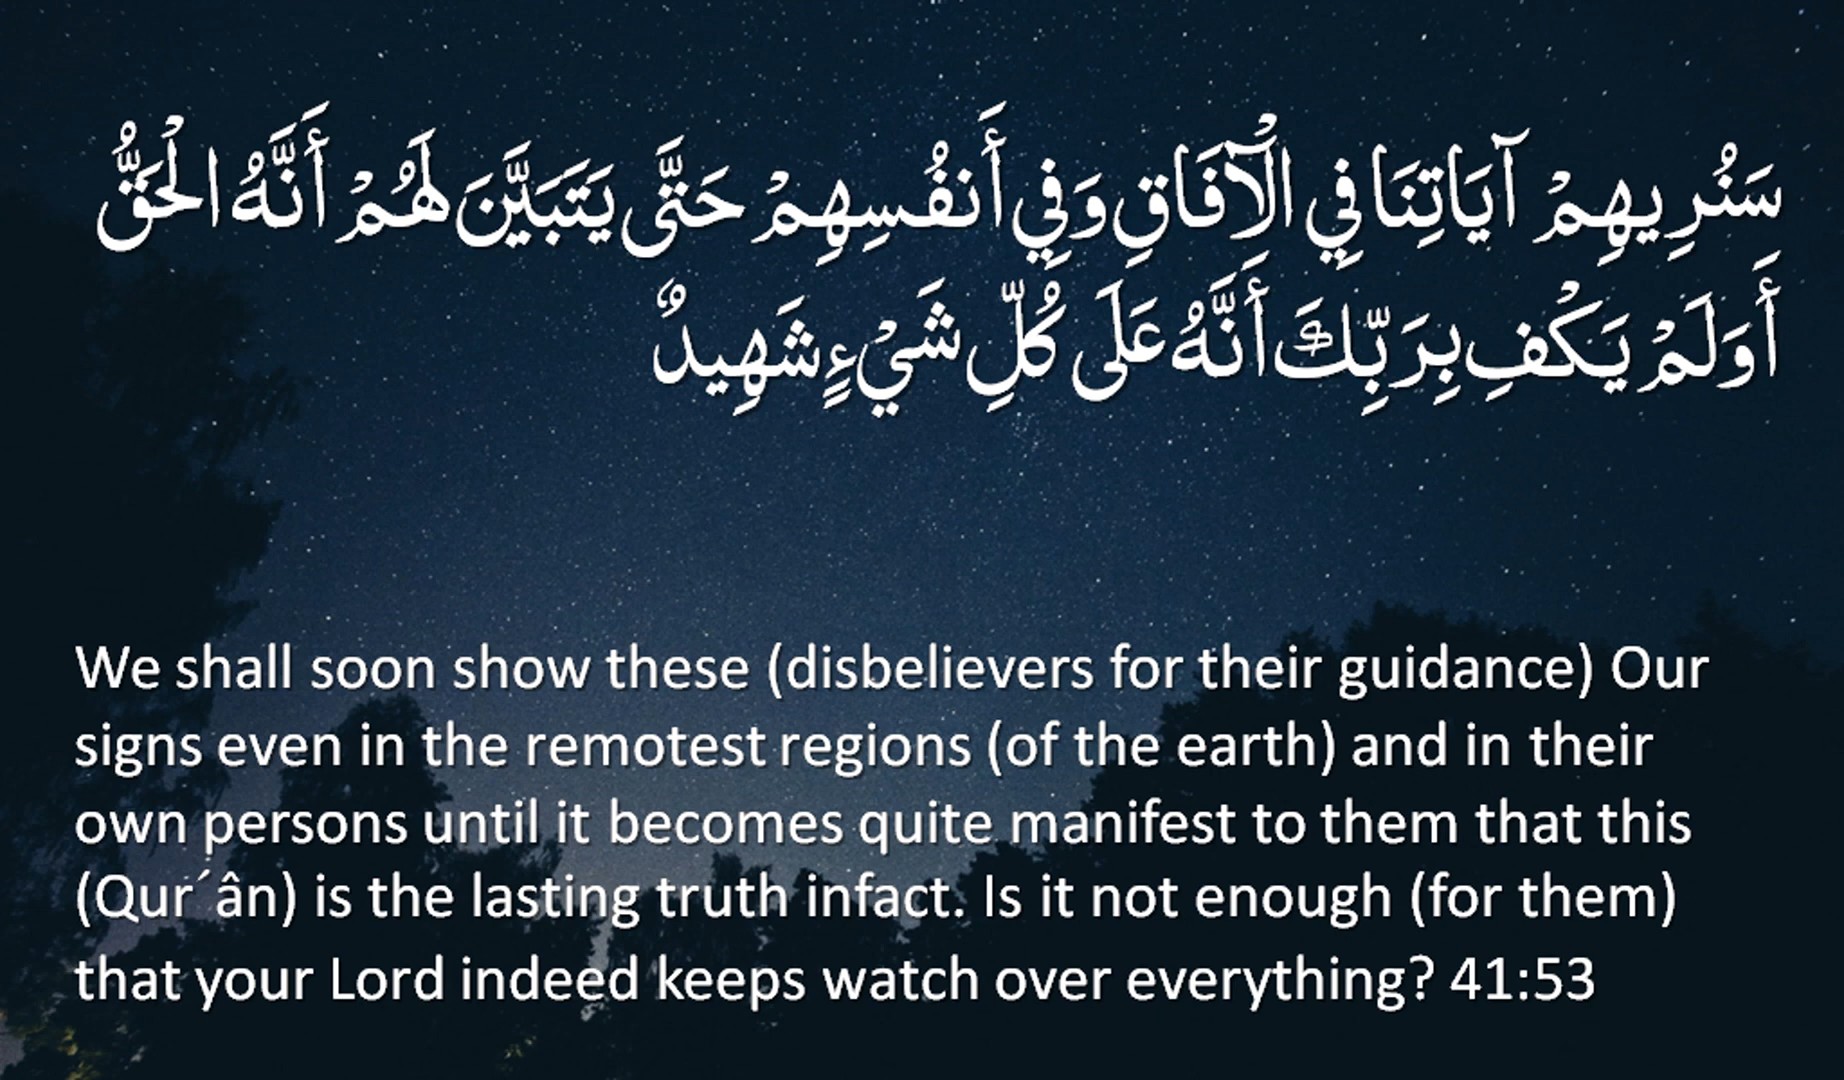 سَنُرِيهِمْ آيَاتِنَا فِي الْآفَاقِ وَفِي أَنفُسِهِمْ حَتَّى يَتَبَيَّنَ لَهُمْ أَنَّهُ الْحَقُّ
أَوَلَمْ يَكْفِ بِرَبِّكَ أَنَّهُ عَلَى كُلِّ شَيْءٍ شَهِيدٌ
We shall soon show these (disbelievers for their guidance) Our
signs even in the remotest regions (of the earth) and in their
own persons until it becomes quite manifest to them that this
(Qur´ân) is the lasting truth infact. Is it not enough (for them)
that your Lord indeed keeps watch over everything? 41:53